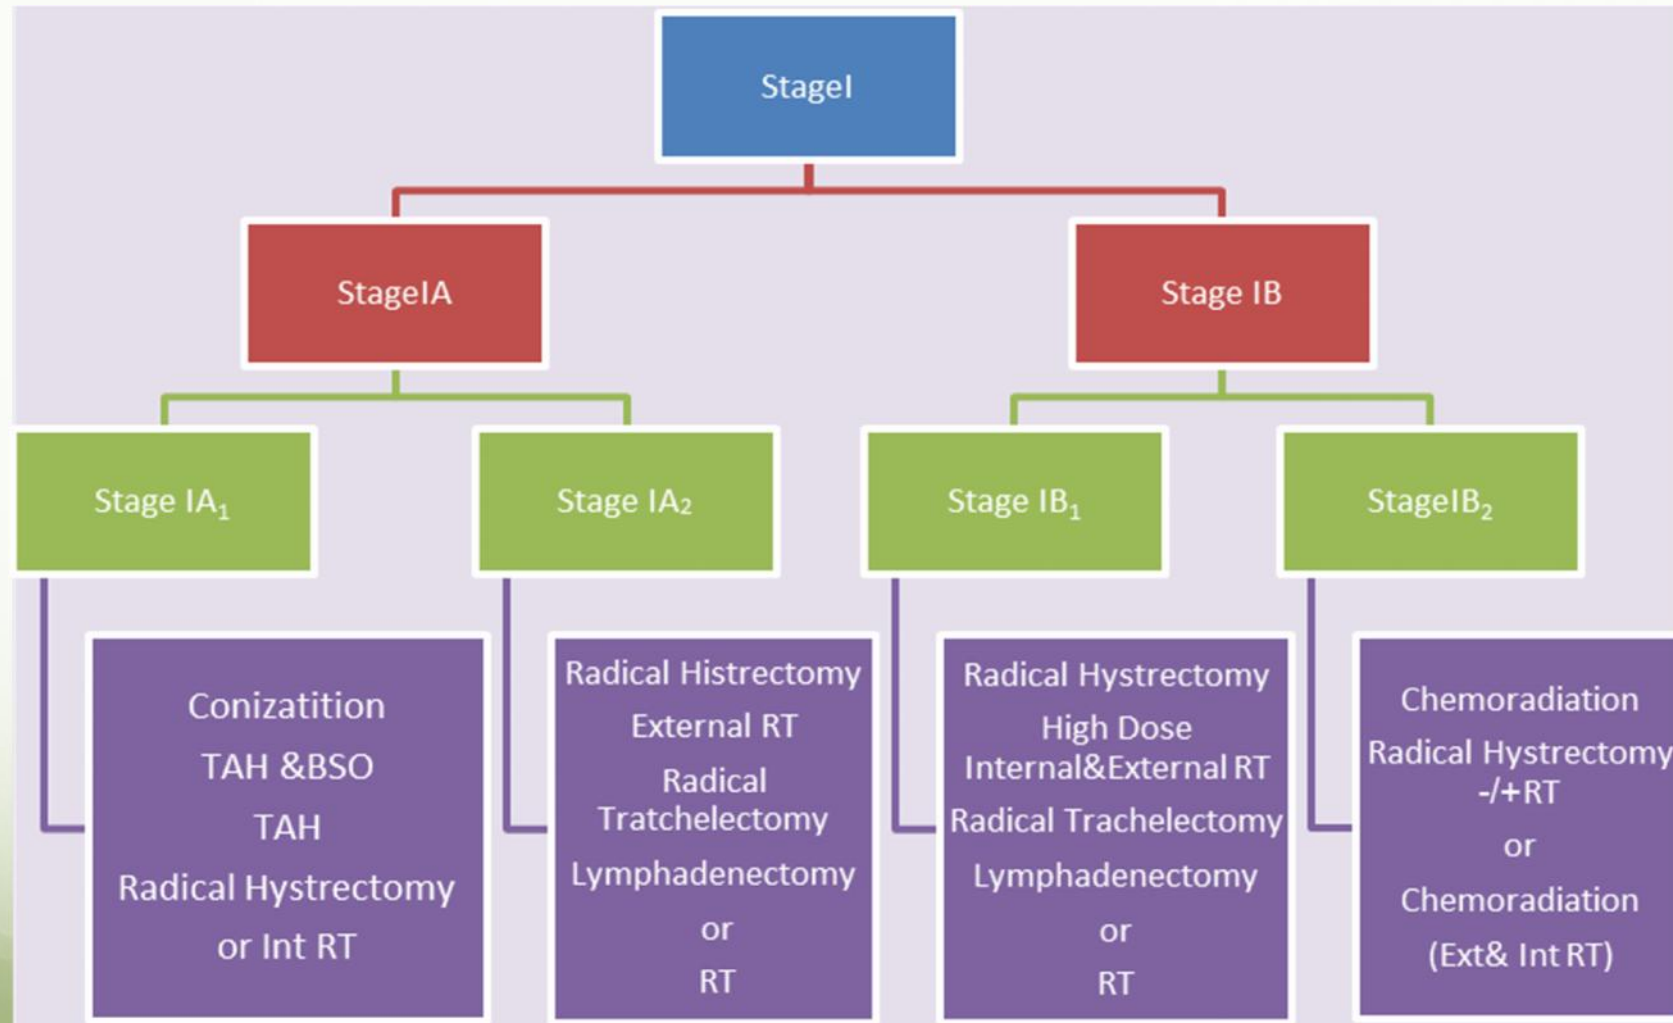 StageI
StageIA
Stage IB
Stage IA₁
Stage IA2
Stage IB₁
StageIB₂
Conizatition
TAH &BSO
TAH
Radical Hystrectomy
or Int RT
Radical Histrectomy
External RT
Radical
Tratchelectomy
Lymphadenectomy
or
RT
Radical Hystrectomy
High Dose
Internal&External RT
Radical Trachelectomy
Lymphadenectomy
or
RT
Chemoradiation
Radical Hystrectomy
-/+RT
or
Chemoradiation
(Ext& Int RT)